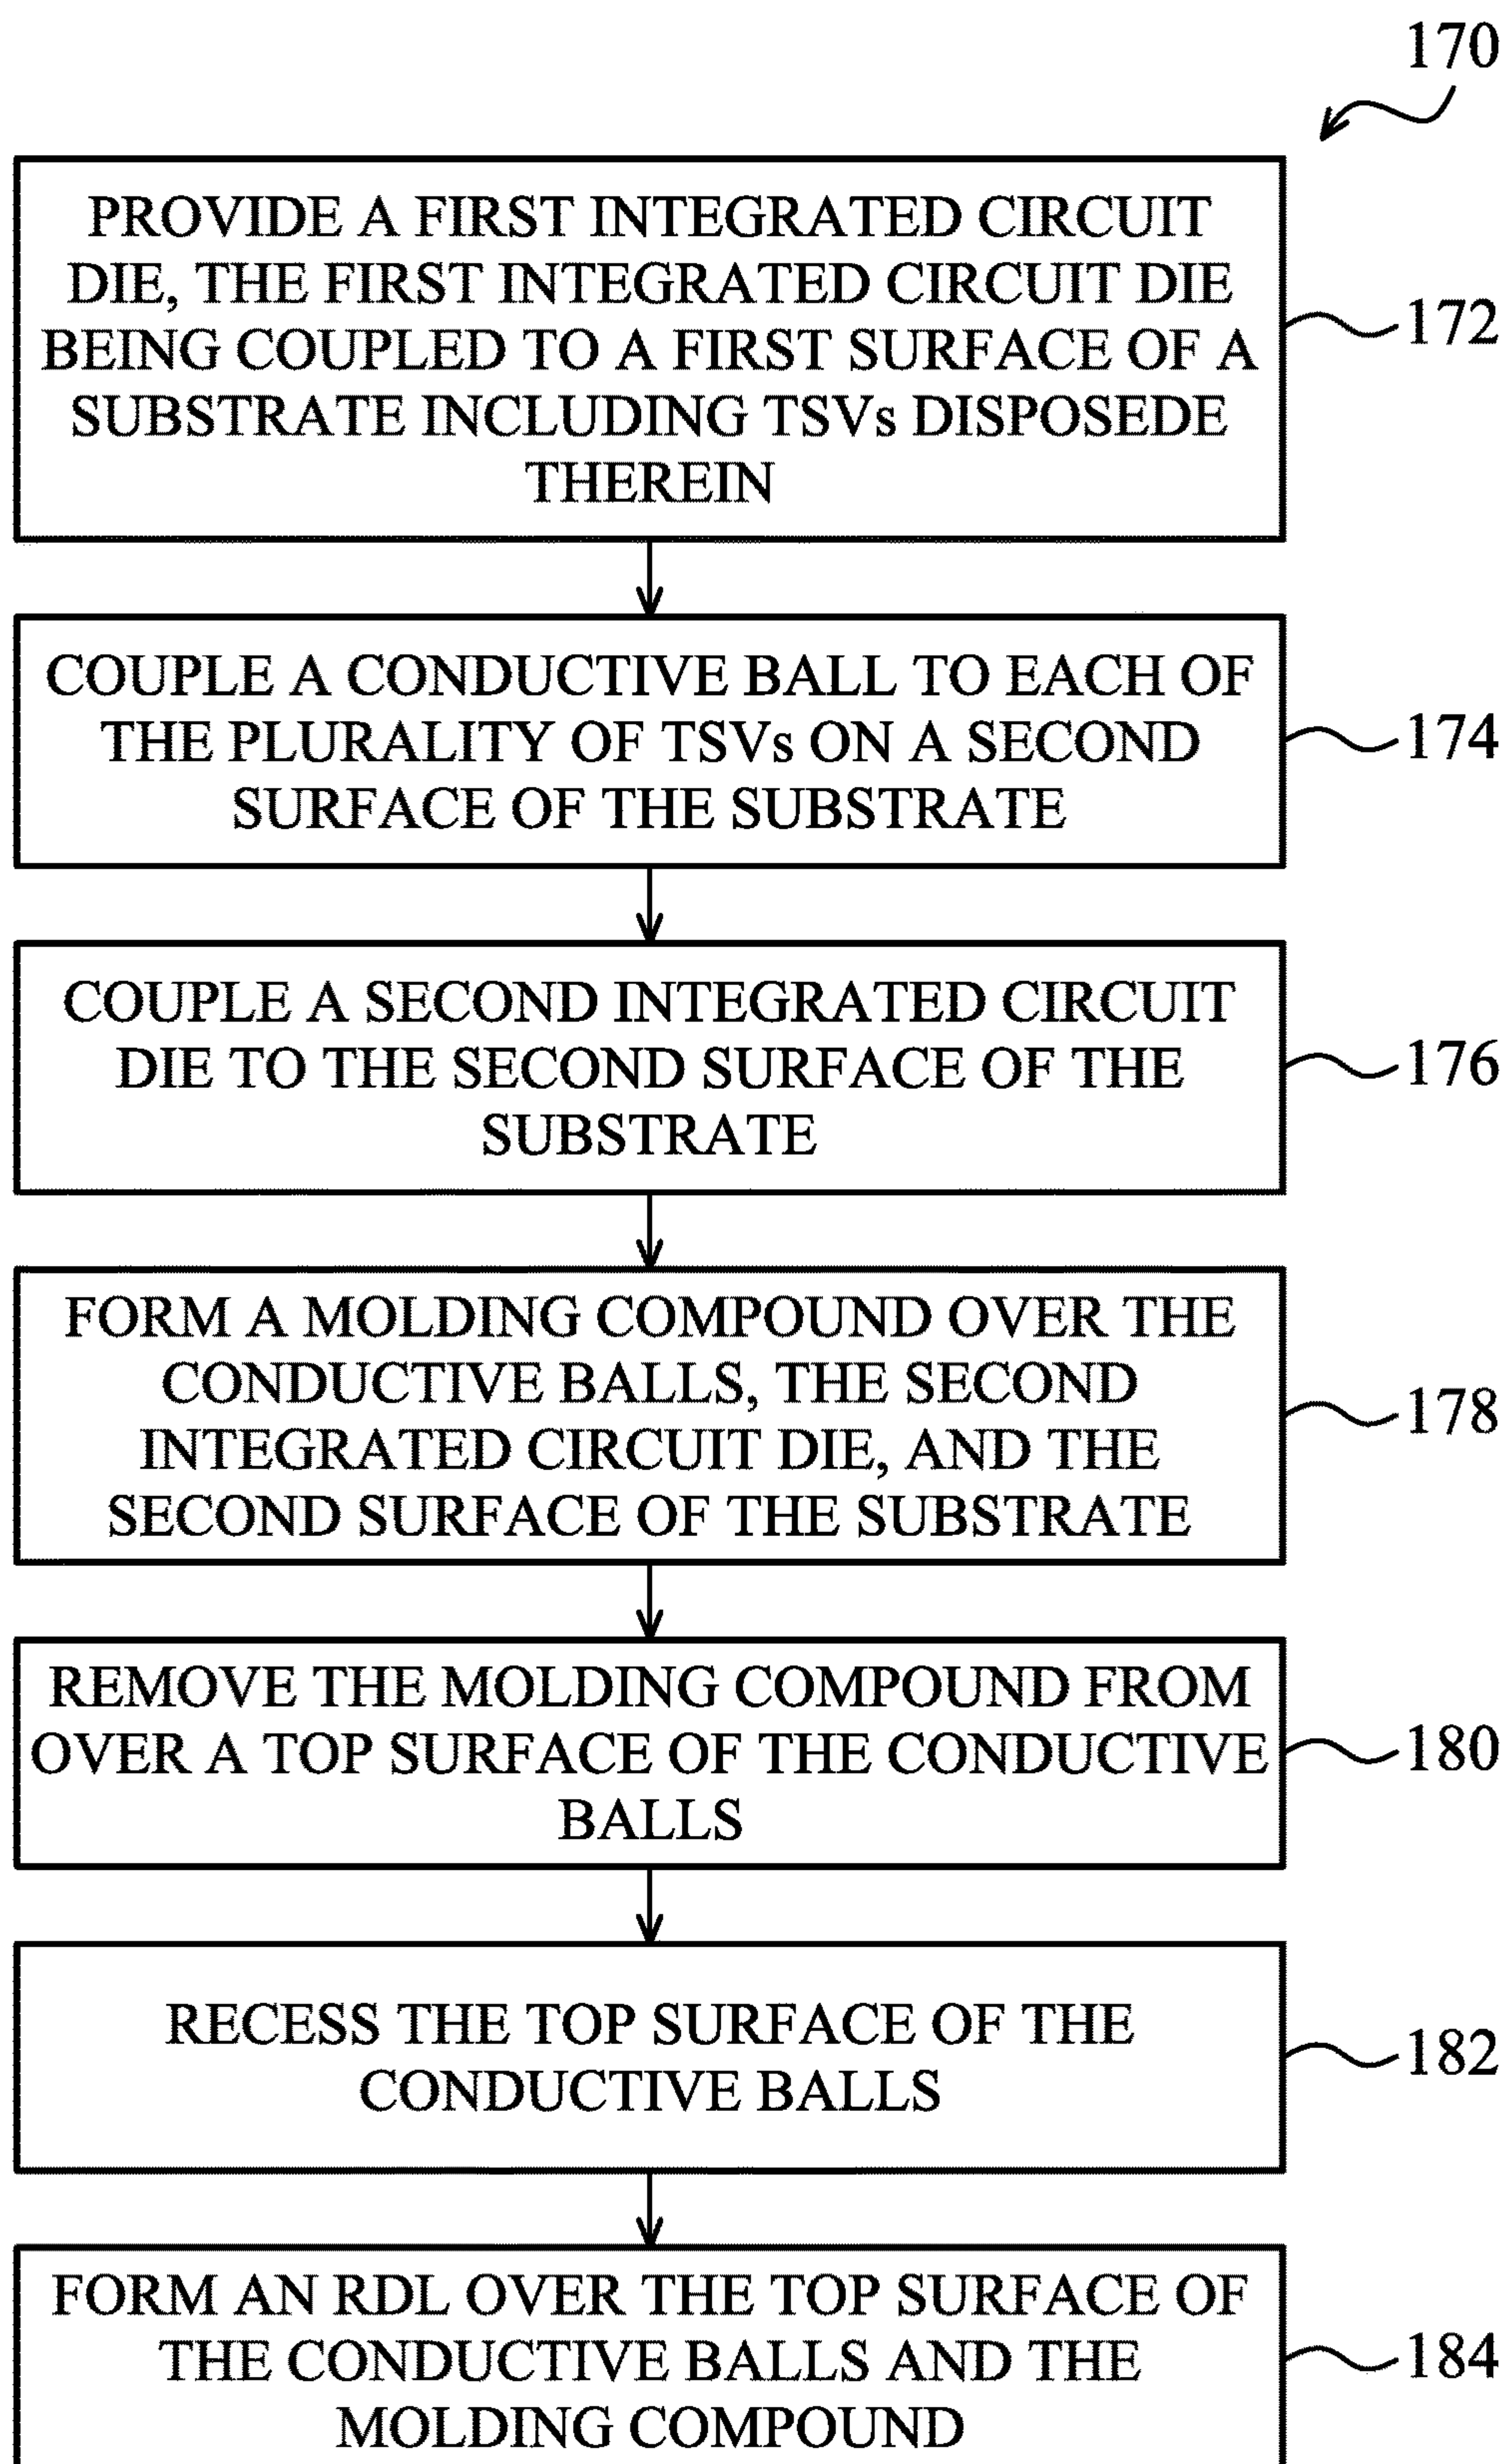 170
PROVIDE A FIRST INTEGRATED CIRCUIT
DIE, THE FIRST INTEGRATED CIRCUIT DIE
BEING COUPLED TO A FIRST SURFACE OF A
SUBSTRATE INCLUDING TSVs DISPOSEDE
THEREIN
172
COUPLE A CONDUCTIVE BALL TO EACH OF
THE PLURALITY OF TSVs ON A SECOND
SURFACE OF THE SUBSTRATE
174
COUPLE A SECOND INTEGRATED CIRCUIT
DIE TO THE SECOND SURFACE OF THE
SUBSTRATE
176
FORM A MOLDING COMPOUND OVER THE
CONDUCTIVE BALLS, THE SECOND
INTEGRATED CIRCUIT DIE, AND THE
SECOND SURFACE OF THE SUBSTRATE
178
REMOVE THE MOLDING COMPOUND FROM
OVER A TOP SURFACE OF THE CONDUCTIVE
BALLS
180
RECESS THE TOP SURFACE OF THE
CONDUCTIVE BALLS
182
FORM AN RDL OVER THE TOP SURFACE OF
THE CONDUCTIVE BALLS AND THE
MOLDING COMPOUND
184